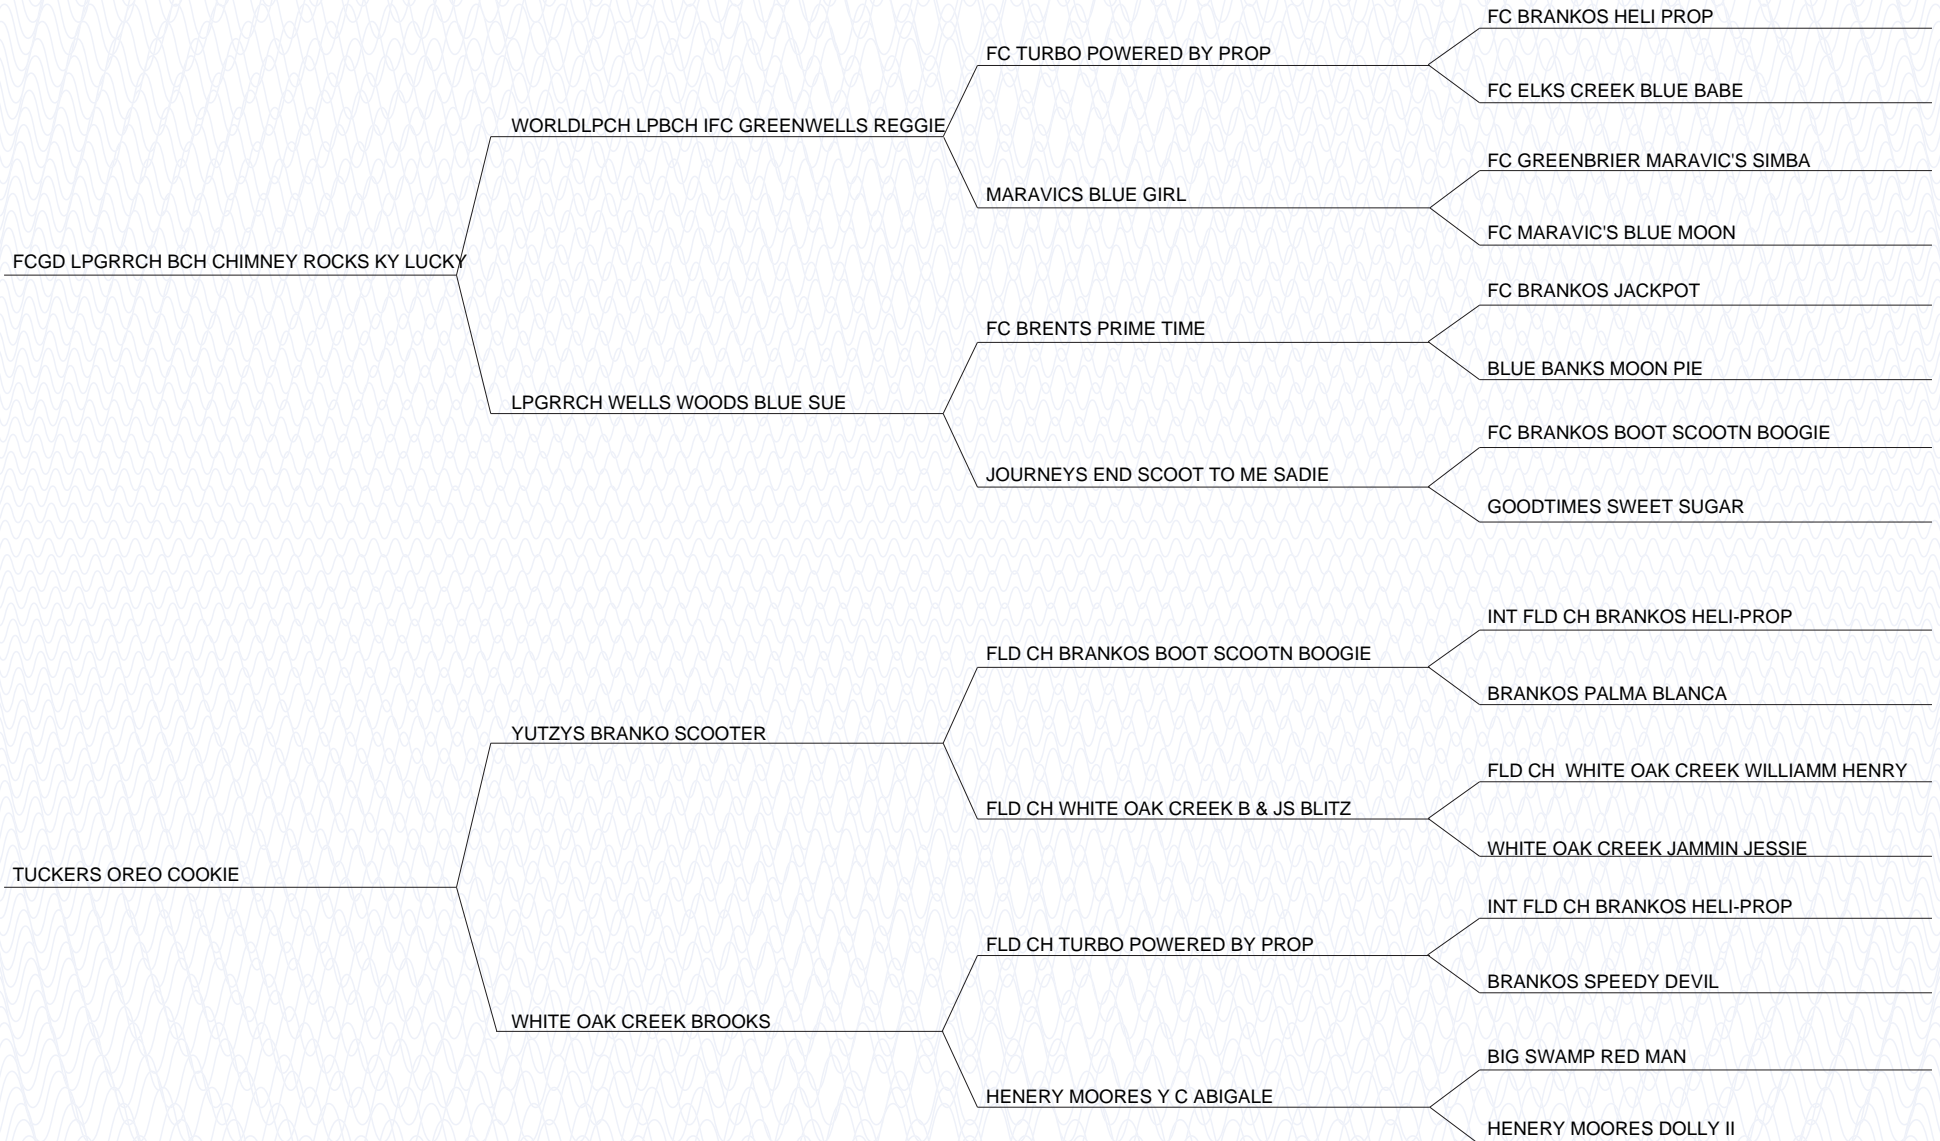 FC BRANKOS HELI PROP
FC TURBO POWERED BY PROP
FC ELKS CREEK BLUE BABE
WORLDLPCH LPBCH IFC GREENWELLS REGGIE
FC GREENBRIER MARAVIC'S SIMBA
MARAVICS BLUE GIRL
FC MARAVIC'S BLUE MOON
FCGD LPGRRCH BCH CHIMNEY ROCKS KY LUCKY
FC BRANKOS JACKPOT
FC BRENTS PRIME TIME
BLUE BANKS MOON PIE
LPGRRCH WELLS WOODS BLUE SUE
FC BRANKOS BOOT SCOOTN BOOGIE
JOURNEYS END SCOOT TO ME SADIE
GOODTIMES SWEET SUGAR
INT FLD CH BRANKOS HELI-PROP
FLD CH BRANKOS BOOT SCOOTN BOOGIE
BRANKOS PALMA BLANCA
YUTZYS BRANKO SCOOTER
FLD CH  WHITE OAK CREEK WILLIAMM HENRY
FLD CH WHITE OAK CREEK B & JS BLITZ
WHITE OAK CREEK JAMMIN JESSIE
TUCKERS OREO COOKIE
INT FLD CH BRANKOS HELI-PROP
FLD CH TURBO POWERED BY PROP
BRANKOS SPEEDY DEVIL
WHITE OAK CREEK BROOKS
BIG SWAMP RED MAN
HENERY MOORES Y C ABIGALE
HENERY MOORES DOLLY II